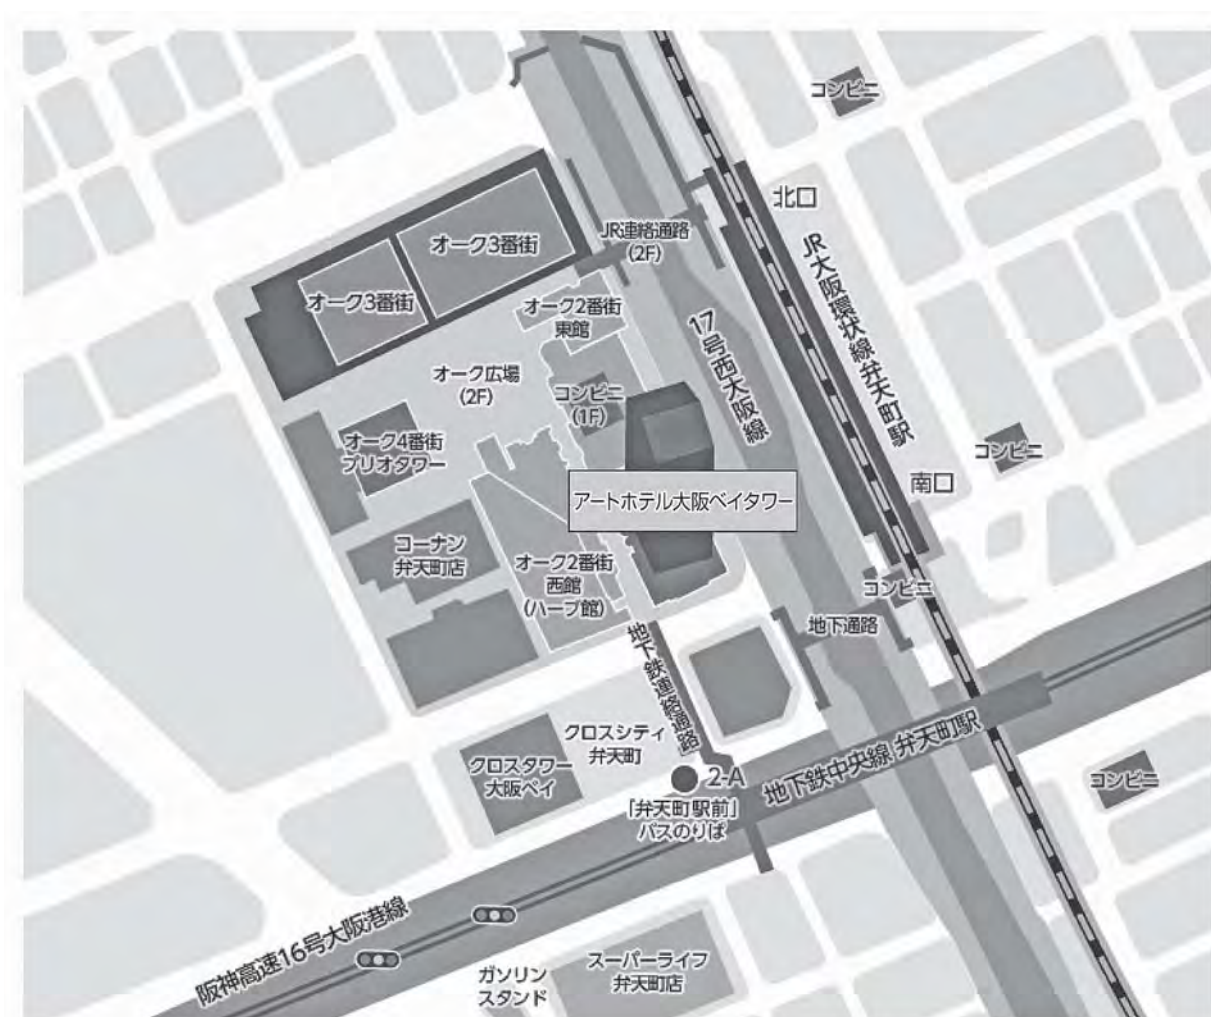 コンビニ
北口
JR大阪環状線弁天町駅
JR連絡通路
(2F)
オーク3番街
オーク3番街
オーク2番街
東館
17号西大阪線
オーク広場
(2F)
コンビニ
(1F)
オーク4番街
プリオタワー
コンビニ
南口
アートホテル大阪ベイタワー
コーナン
弁天町店
オーク2番街
西館
(ハーブ館)
コンビニ
地下通路
地下鉄連絡通路
クロスシティ
弁天町
クロスタワー
大阪ベイ
2-A
「弁天町駅前」
バスのりば
地下鉄中央線 弁天町駅
コンビニ
阪神高速16号大阪港線
ガソリン
スタンド
スーパーライフ
弁天町店